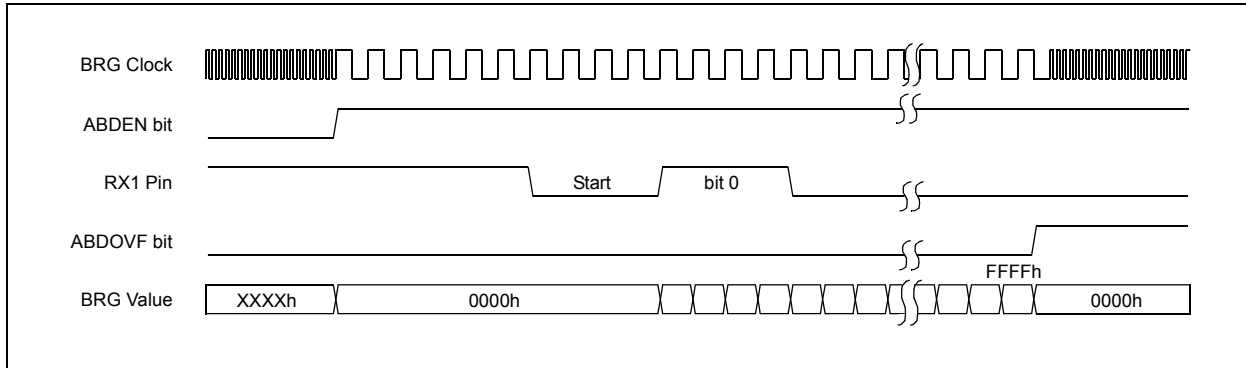 BRG Clock
ABDEN bit
RX1 Pin Start bit 0
ABDOVF bit
FFFFh
BRG Value XXXXh 0000h 0000h